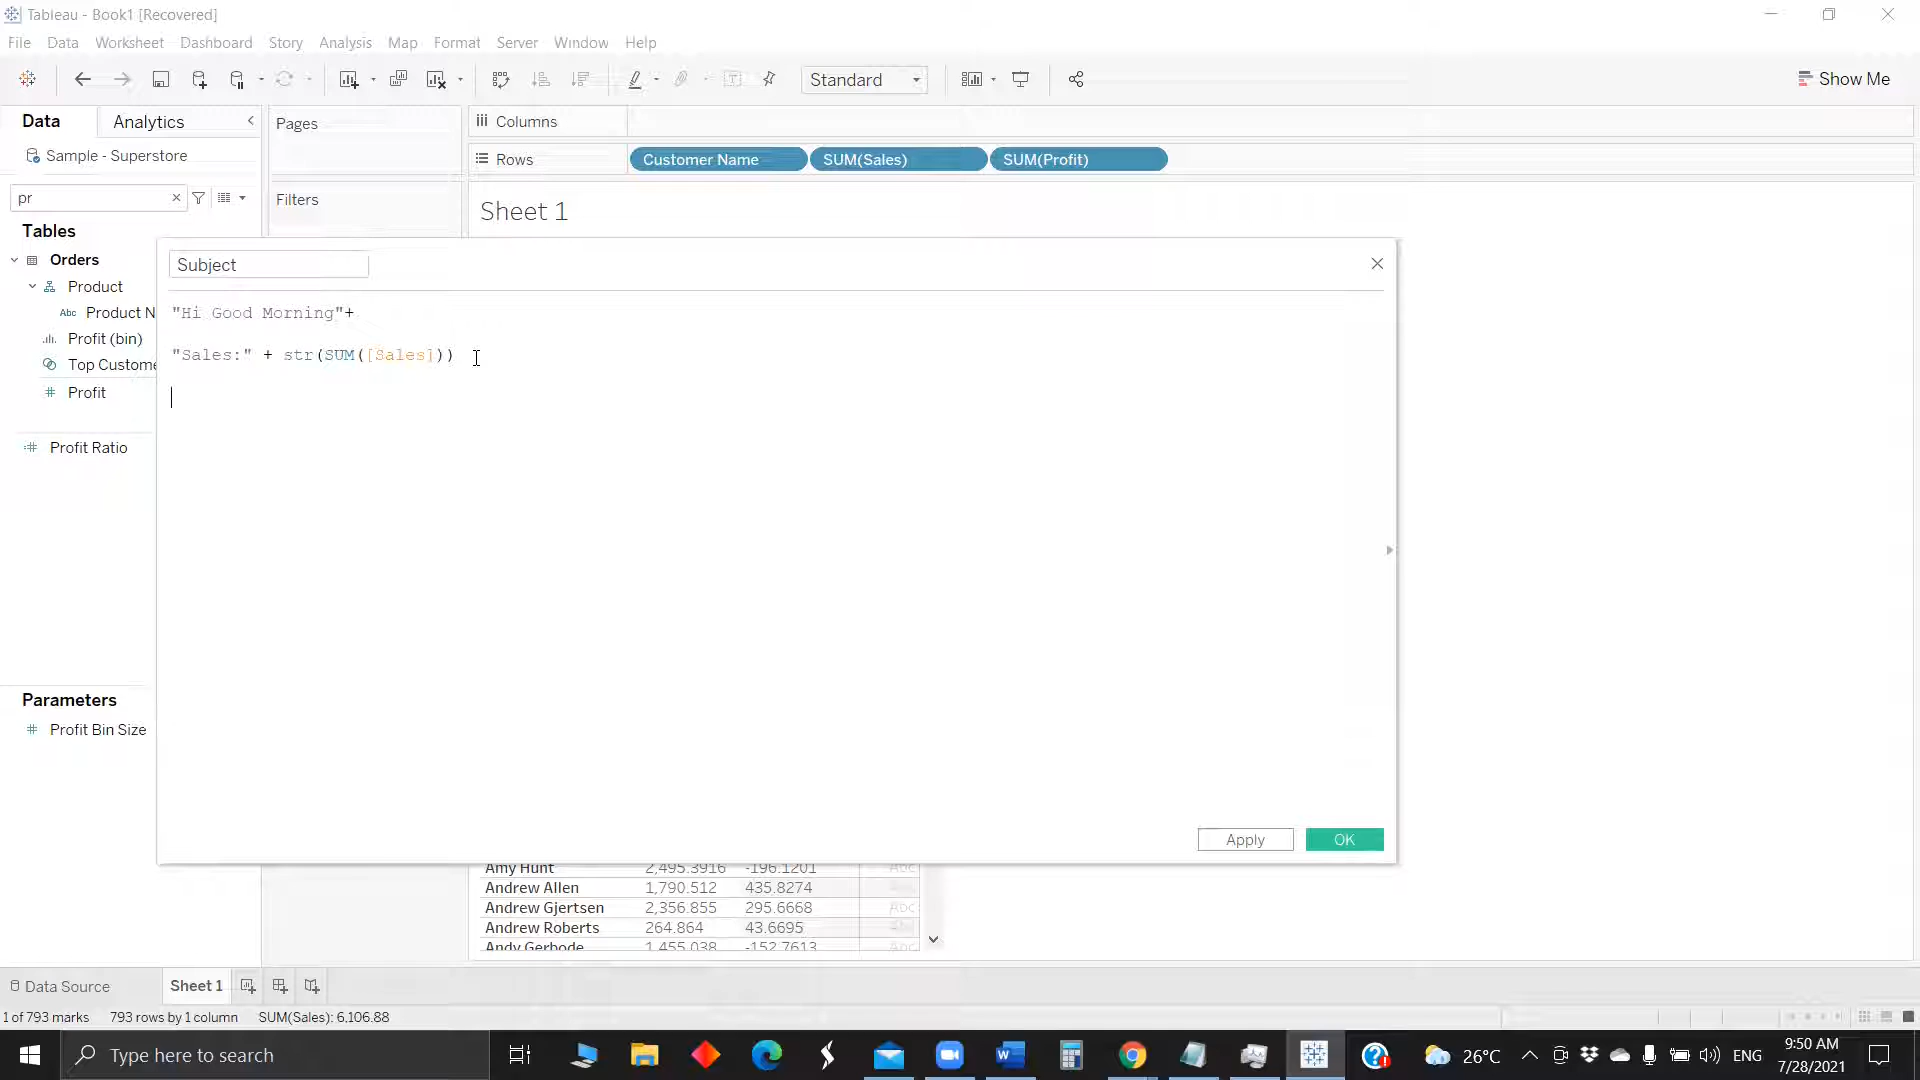 Tableau - Book1 [Recovered]
File Data Worksheet Dashboard Story Analysis Map Format Server Window Help
Standard
Show Me
Data Analytics
Pages
Columns
Sample - Superstore
Rows Customer Name SUM(Sales) SUM(Profit)
pr
Filters
Sheet 1
Tables
Orders
Product
Abc Product N
Profit (bin)
Top Custome
Profit
Profit Ratio
Subject
"Hi Good Morning"+
"Sales:" + str(SUM([Sales]))
Parameters
Profit Bin Size
Apply OK
Amy Hunt 2,495.3916 -196.1201 Abc
Andrew Allen 1,790.512 435.8274 Abc
Andrew Gjertsen 2,356.855 295.6668 Abc
Andrew Roberts 264.864 43.6695 Abc
Andy Gerbode 1,455.038 -152.7613 Abc
Data Source Sheet 1
1 of 793 marks 793 rows by 1 column SUM(Sales): 6,106.88
Type here to search
26°C ENG
9:50 AM
7/28/2021